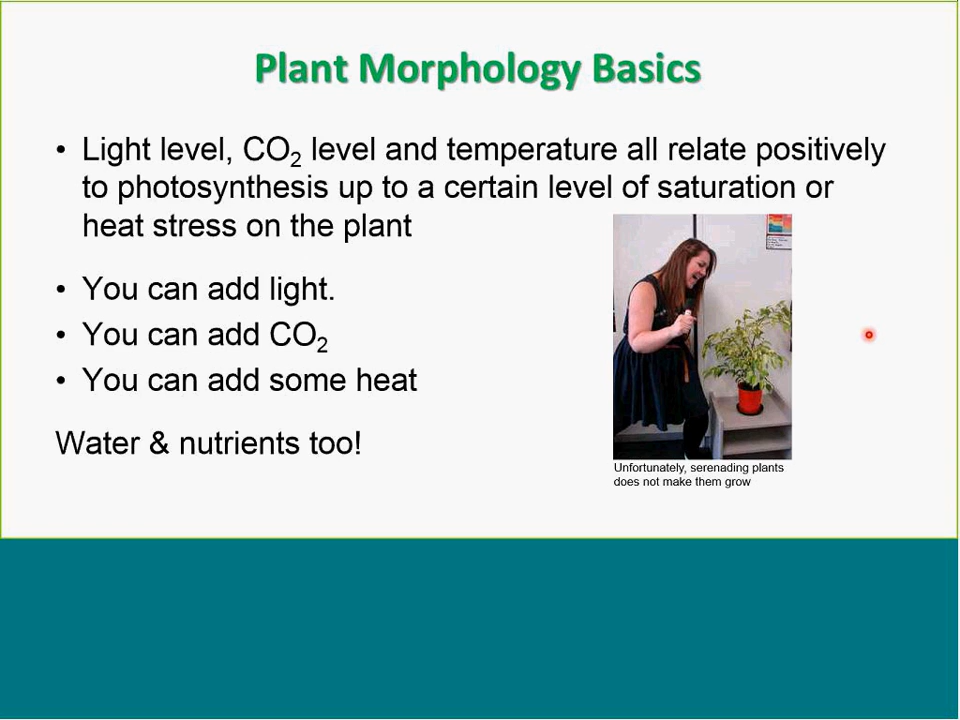 Plant Morphology Basics
• Light level, CO₂ level and temperature all relate positively
to photosynthesis up to a certain level of saturation or
heat stress on the plant
• You can add light.
• You can add CO₂
• You can add some heat
Water & nutrients too!
Unfortunately, serenading plants
does not make them grow